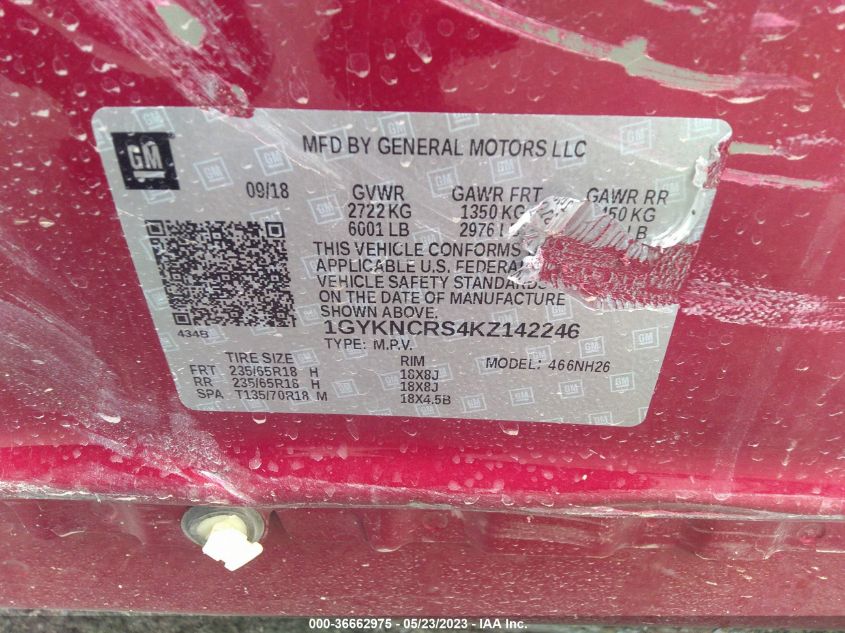 GM
MFD BY GENERAL MOTORS LLC
09/18 GVWR GAWR FRT GAWR RR
2722 KG 1350 KG 450 KG
6001 LB 2976 L LB
THIS VEHICLE CONFORMS
APPLICABLE U.S. FEDERA
VEHICLE SAFETY STANDARDS
ON THE DATE OF MANUFACTURE
SHOWN ABOVE.
434B 1GYKNCRS4KZ142246
TYPE: M.P.V. MODEL: 466NH26
TIRE SIZE RIM
FRT 235/65R18 H 18X8J
RR 235/65R18 H 18X8J
SPA T135/70R18 M 18X4.5B
000-36662975 - 05/23/2023 - IAA Inc.